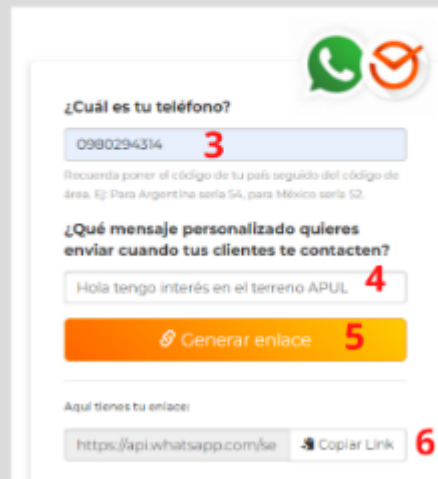 ¿Cuál es tu teléfono?
0980294314 3
Recuerda poner el código de tu país seguido del código de
área. Ej: Para Argentina sería 54, para México sería 52.
¿Qué mensaje personalizado quieres
enviar cuando tus clientes te contacten?
Hola tengo interés en el terreno APUL 4
Generar enlace 5
Aquí tienes tu enlace:
https://api.whatsapp.com/se Copiar Link 6